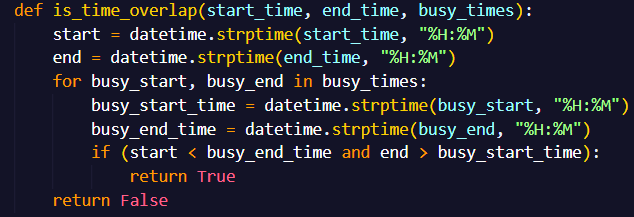 def is_time_overlap(start_time, end_time, busy_times):
    start = datetime.strptime(start_time, "%H:%M")
    end = datetime.strptime(end_time, "%H:%M")
    for busy_start, busy_end in busy_times:
        busy_start_time = datetime.strptime(busy_start, "%H:%M")
        busy_end_time = datetime.strptime(busy_end, "%H:%M")
        if (start < busy_end_time and end > busy_start_time):
            return True
    return False